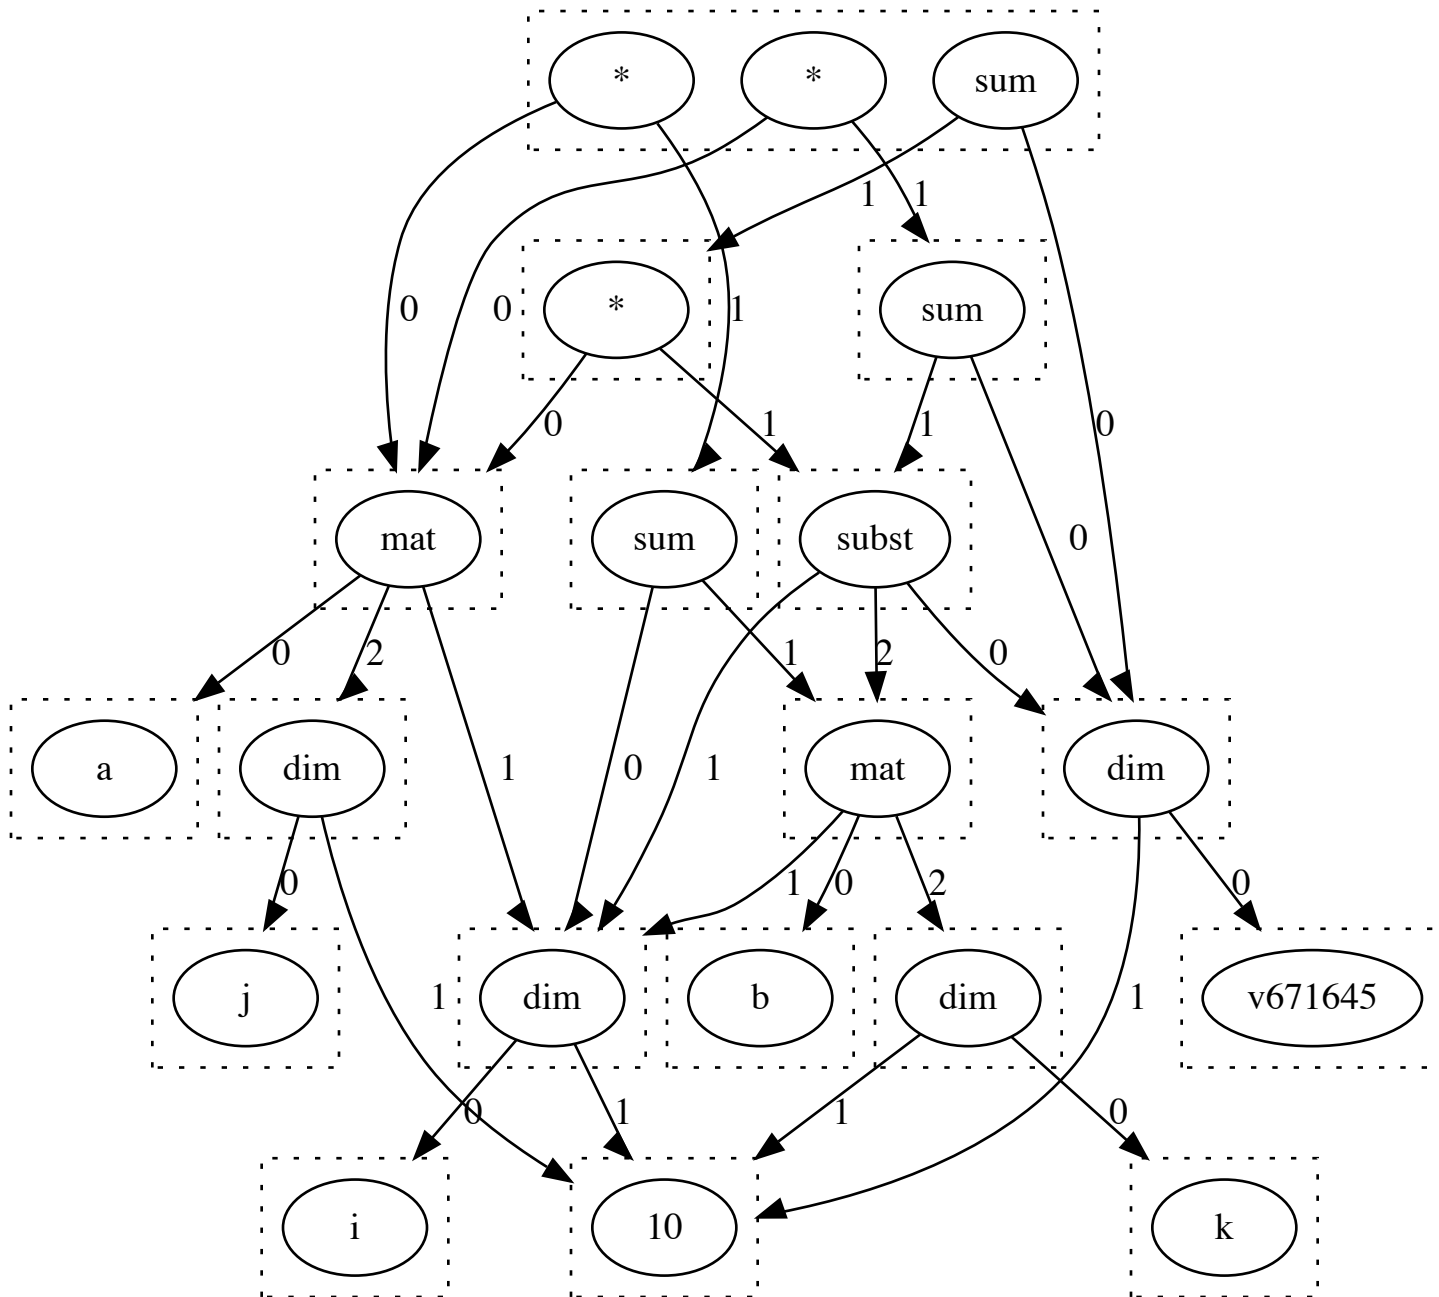 * * sum
1 1
* sum
0 0 1
0 1 1 0
mat sum subst
0
0 2 1 2 0
a dim mat dim
1 0 1
0 1 0 2 0
j dim b dim v671645
1 1
0 1 1 0
i 10 k